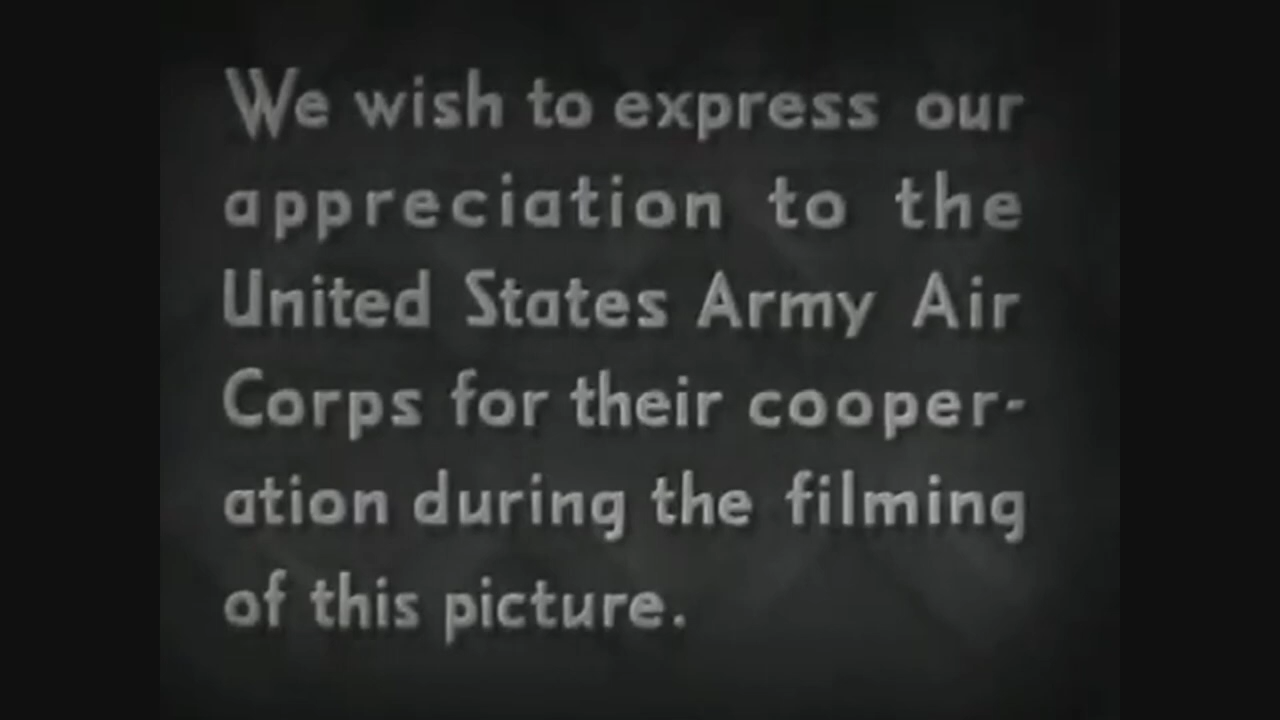 We wish to express our
appreciation to the
United States Army Air
Corps for their cooper-
ation during the filming
of this picture.